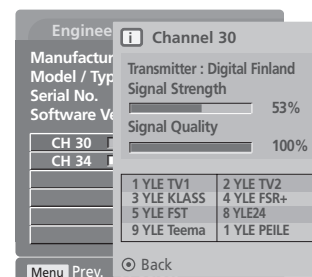 Enginee
Manufactur
Model / Typ
Serial No.
Software Ve
CH 30
CH 34
Menu Prev.
i Channel 30
Transmitter : Digital Finland
Signal Strength
53%
Signal Quality
100%
1 YLE TV1 2 YLE TV2
3 YLE KLASS 4 YLE FSR+
5 YLE FST 8 YLE24
9 YLE Teema 1 YLE PEILE
Back